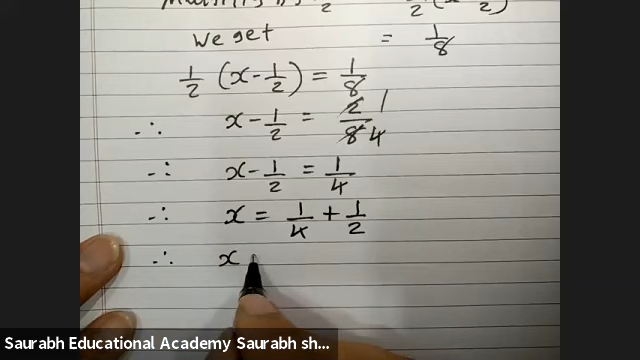 we get = 1/8
1/2 (x - 1/2) = 1/8
∴ x - 1/2 = 2/8 1/4
∴ x - 1/2 = 1/4
∴ x = 1/4 + 1/2
∴ x
Saurabh Educational Academy Saurabh sh...